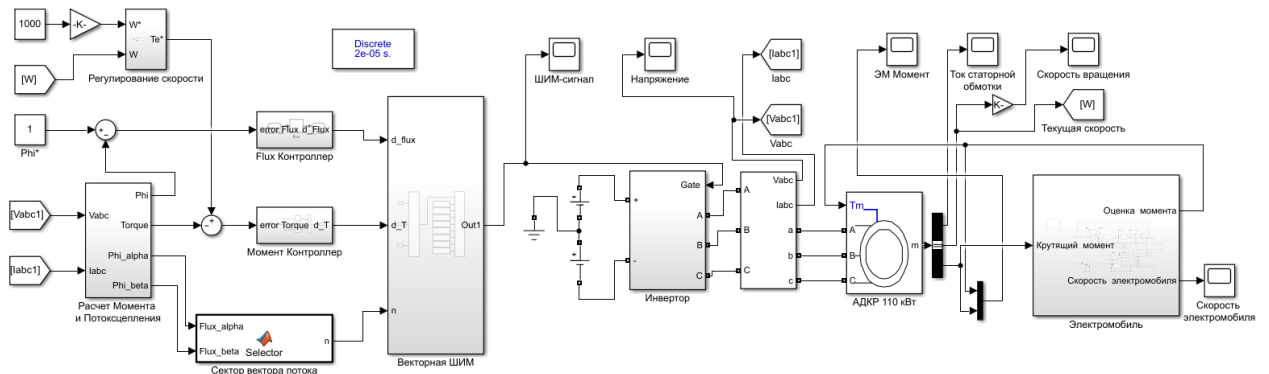 1000
-K-
W*
W
Te*
Регулирование скорости
[W]
1
Phi*
Discrete
2e-05 s.
error Flux d_Flux
Flux Контроллер
[Vabc1]
[Iabc1]
Vabc
Iabc
Phi
Torque
Phi_alpha
Phi_beta
Расчет Момента
и Потоксцепления
error Torque d_T
Момент Контроллер
Flux_alpha
Flux_beta
Selector
n
Сектор вектора потока
d_flux
d_T
n
Out1
Векторная ШИМ
ШИМ-сигнал
Напряжение
[Iabc1]
Iabc
[Vabc1]
Vabc
Gate
+
-
A
B
C
Инвертор
A
B
C
Vabc
Iabc
a
b
c
Tm
A
B
C
m
АДКР 110 кВт
ЭМ Момент
Ток статорной
обмотки
Скорость вращения
K-
[W]
Текущая скорость
Оценка момента
Крутящий момент
Скорость электромобиля
Электромобиль
Скорость
электромобиля